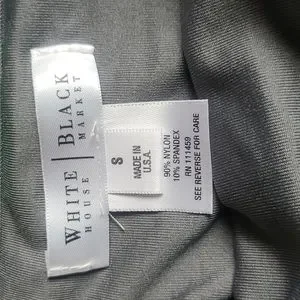 WHITE | BLACK
HOUSE | MARKET
S
MADE IN
U.S.A.
90% NYLON
10% SPANDEX
RN 111459
SEE REVERSE FOR CARE